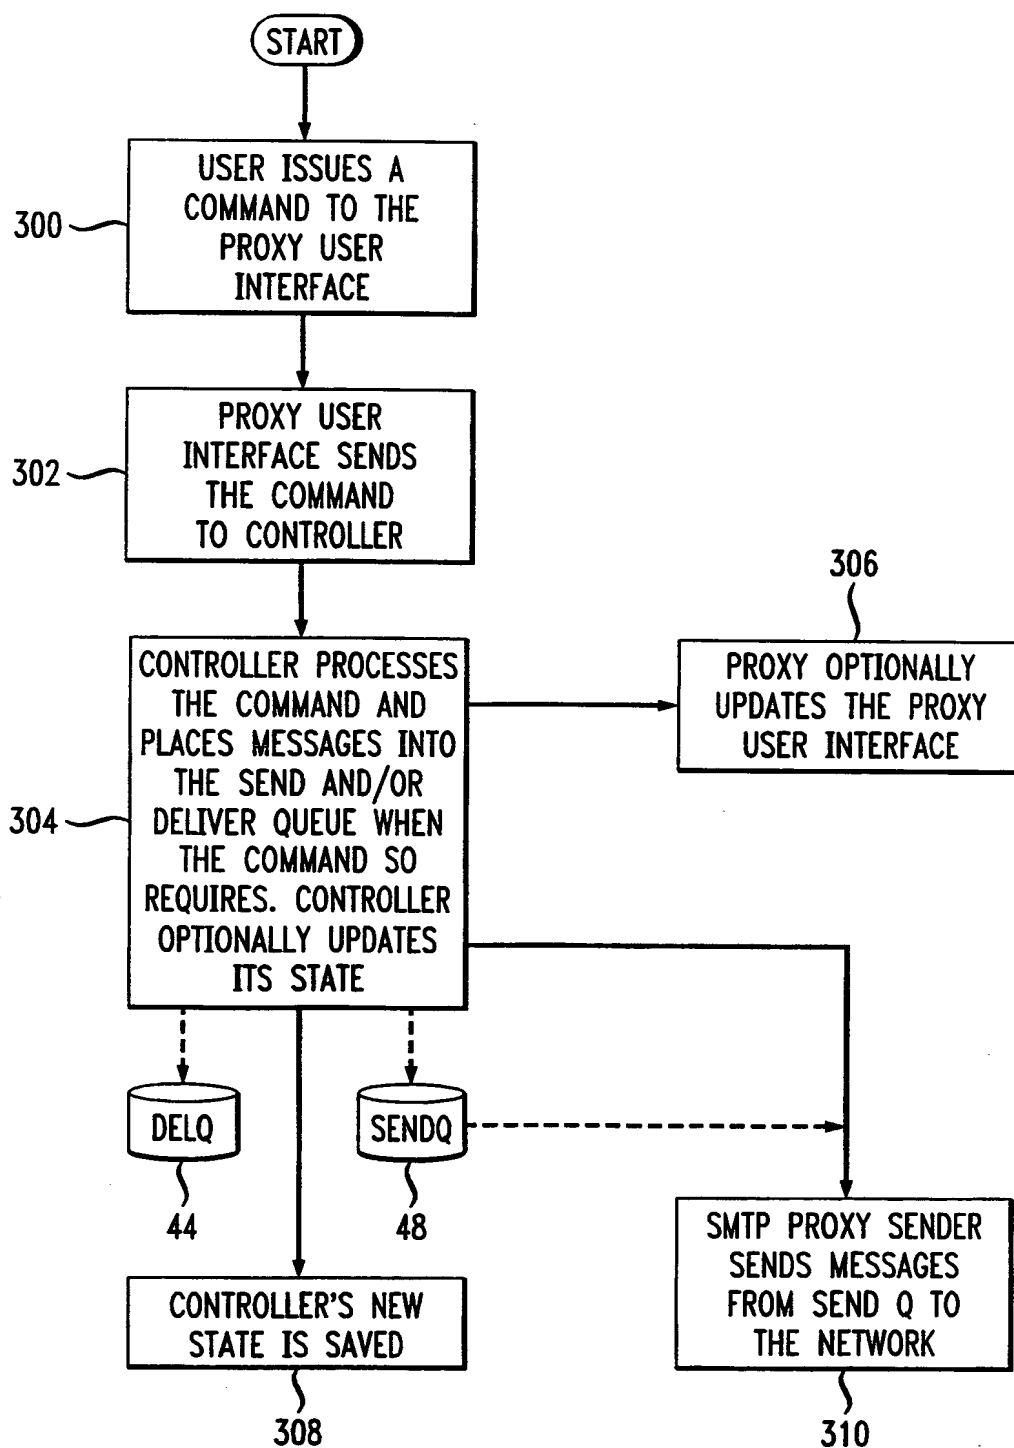 START
USER ISSUES A
COMMAND TO THE
PROXY USER
INTERFACE
300
PROXY USER
INTERFACE SENDS
THE COMMAND
TO CONTROLLER
302
CONTROLLER PROCESSES
THE COMMAND AND
PLACES MESSAGES INTO
THE SEND AND/OR
DELIVER QUEUE WHEN
THE COMMAND SO
REQUIRES. CONTROLLER
OPTIONALLY UPDATES
ITS STATE
304
306
PROXY OPTIONALLY
UPDATES THE PROXY
USER INTERFACE
DELQ
44
SENDQ
48
CONTROLLER'S NEW
STATE IS SAVED
308
SMTP PROXY SENDER
SENDS MESSAGES
FROM SEND Q TO
THE NETWORK
310